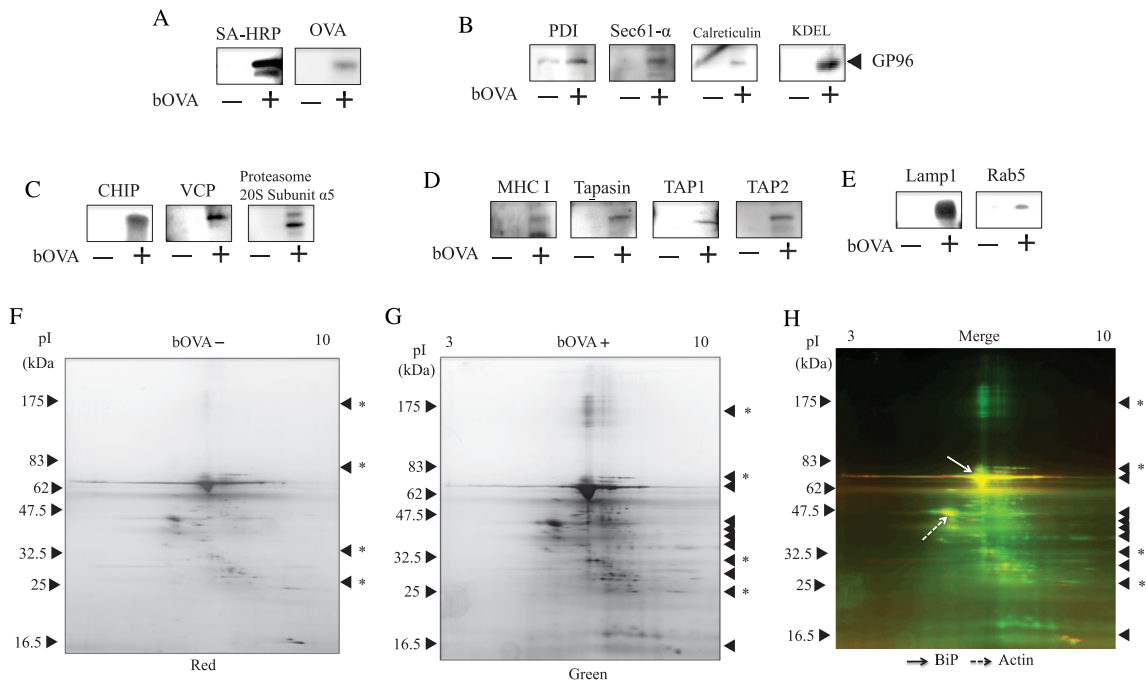 A
SA-HRP OVA
bOVA — + — +
B
PDI Sec61-α Calreticulin KDEL
GP96
bOVA — + — + — + — +
C
CHIP VCP Proteasome 20S Subunit α5
bOVA — + — + — +
D
MHC I Tapasin TAP1 TAP2
bOVA — + — + — + — +
E
Lamp1 Rab5
bOVA — + — +
F
pI bOVA – 10
(kDa
175 *
83 *
62
47.5
32.5 *
25 *
16.5
Red
G
pI 3 bOVA + 10
(kDa)
175 *
83 *
62
47.5
32.5 *
25 *
16.5
Green
H
pI 3 Merge 10
(kDa)
175 *
83 *
62
47.5
32.5 *
25 *
16.5
BiP Actin